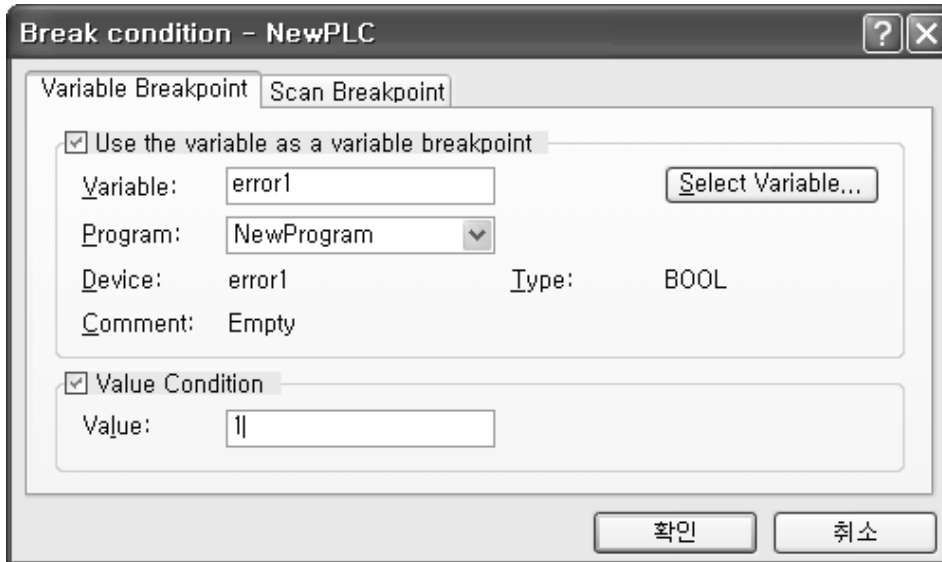 Break condition - NewPLC
Variable Breakpoint Scan Breakpoint
Use the variable as a variable breakpoint
Variable: error1 Select Variable...
Program: NewProgram
Device: error1 Type: BOOL
Comment: Empty
Value Condition
Value: 1
확인 취소